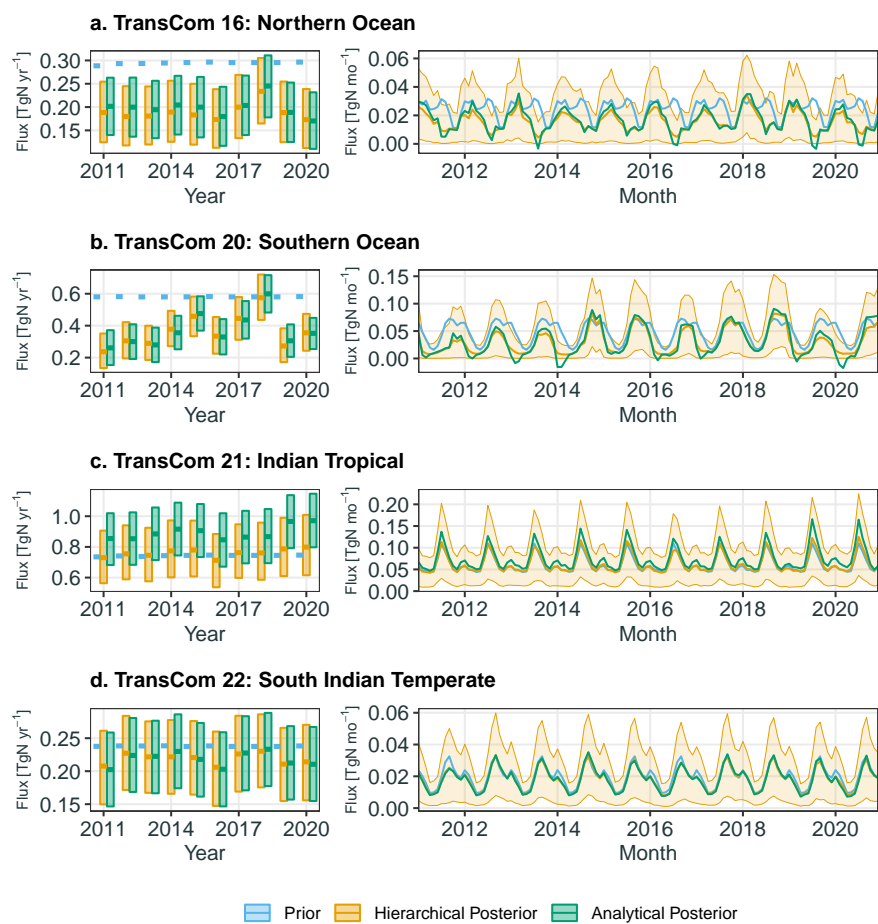 a. TransCom 16: Northern Ocean
Flux [TgN yr⁻¹]
0.30
0.25
0.20
0.15
2011 2014 2017 2020
Year
Flux [TgN mo⁻¹]
0.06
0.04
0.02
0.00
2012 2014 2016 2018 2020
Month
b. TransCom 20: Southern Ocean
Flux [TgN yr⁻¹]
0.6
0.4
0.2
2011 2014 2017 2020
Year
Flux [TgN mo⁻¹]
0.15
0.10
0.05
0.00
2012 2014 2016 2018 2020
Month
c. TransCom 21: Indian Tropical
Flux [TgN yr⁻¹]
1.0
0.8
0.6
2011 2014 2017 2020
Year
Flux [TgN mo⁻¹]
0.20
0.15
0.10
0.05
0.00
2012 2014 2016 2018 2020
Month
d. TransCom 22: South Indian Temperate
Flux [TgN yr⁻¹]
0.25
0.20
0.15
2011 2014 2017 2020
Year
Flux [TgN mo⁻¹]
0.06
0.04
0.02
0.00
2012 2014 2016 2018 2020
Month
Prior Hierarchical Posterior Analytical Posterior